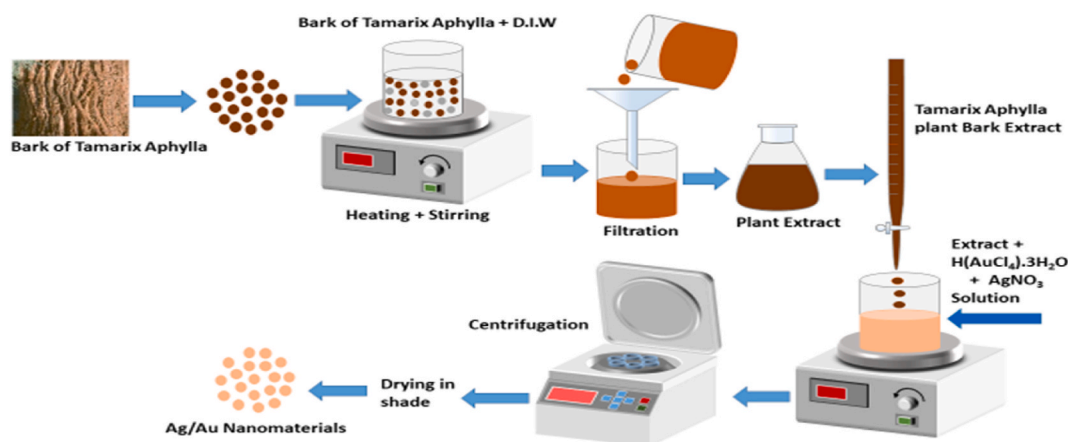 Bark of Tamarix Aphylla + D.I.W
Bark of Tamarix Aphylla
Heating + Stirring
Filtration
Plant Extract
Tamarix Aphylla
plant Bark Extract
Extract +
H(AuCl₄).3H₂O
+ AgNO₃
Solution
Centrifugation
Drying in
shade
Ag/Au Nanomaterials